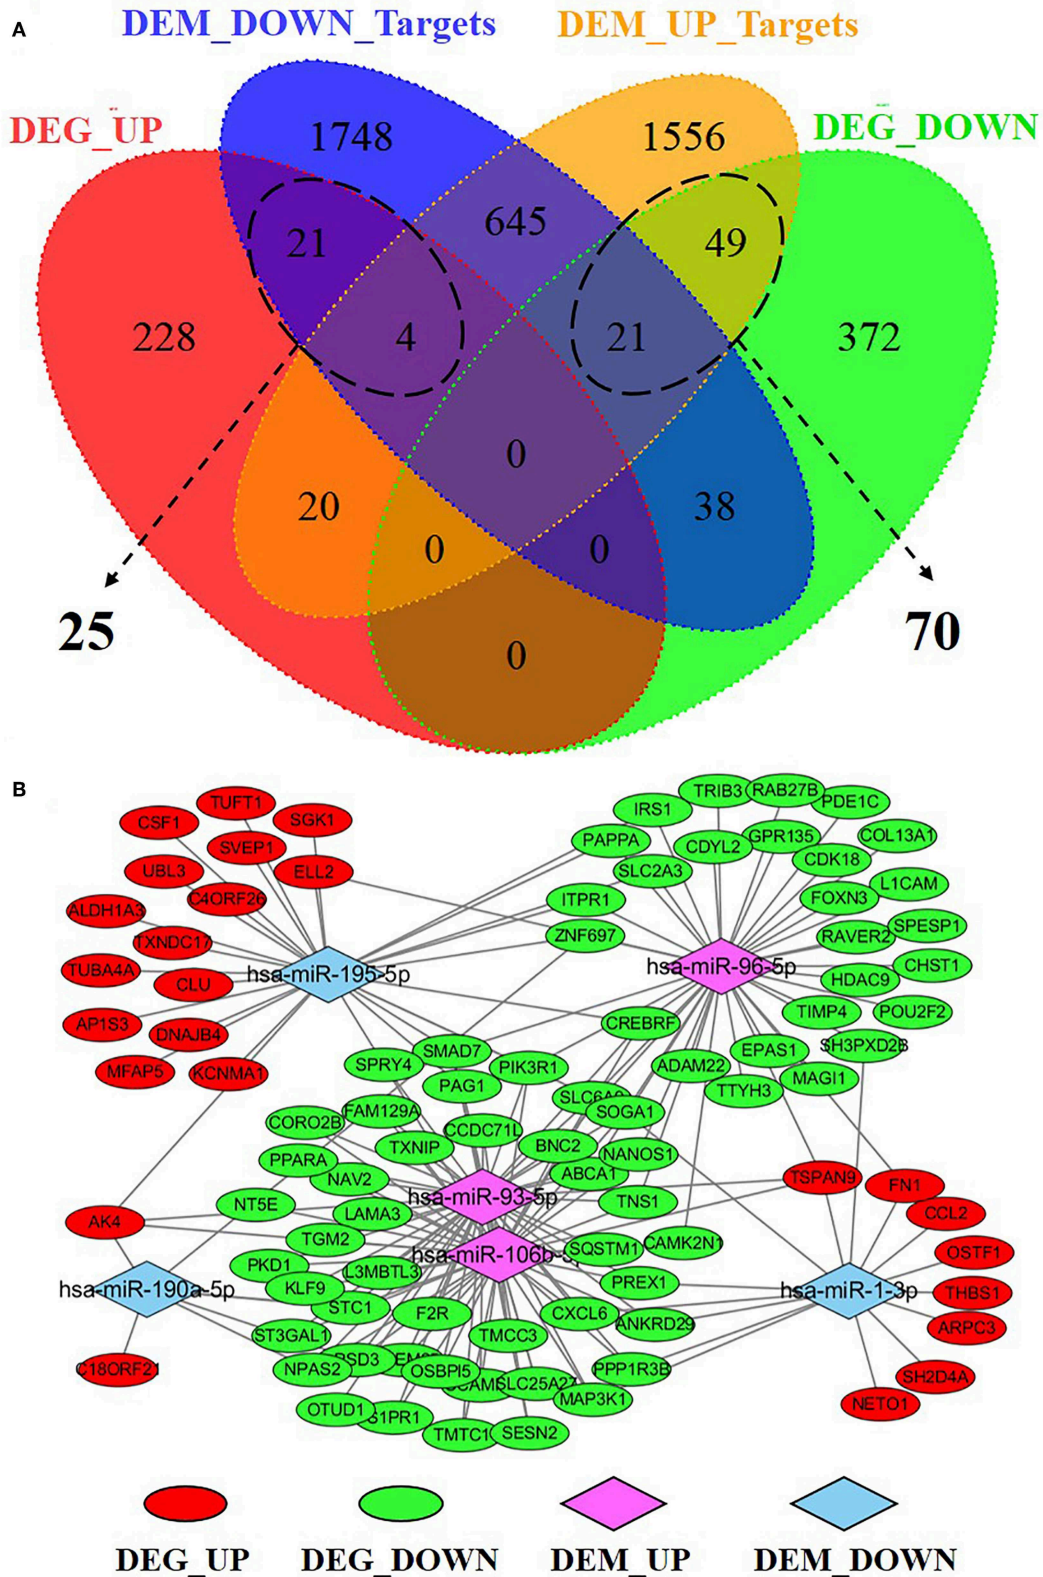 A
DEM_DOWN_Targets
DEM_UP_Targets
DEG_UP
DEG_DOWN
1748
1556
645
21
49
228
4
21
372
0
20
38
0
0
25
70
0
B
TUFT1
CSF1
SGK1
SVEP1
UBL3
ELL2
C4ORF26
ALDH1A3
TXNDC17
TUBA4A
CLU
hsa-miR-195-5p
AP1S3
DNAJB4
MFAP5
KCNMA1
TRIB3
RAB27B
IRS1
PDE1C
PAPPA
CDYL2
GPR135
COL13A1
SLC2A3
CDK18
ITPR1
FOXN3
L1CAM
ZNF697
RAVER2
SPESP1
hsa-miR-96-5p
HDAC9
CHST1
CREBRF
TIMP4
POU2F2
EPAS1
SH3PXD2B
ADAM22
TTYH3
MAGI1
SPRY4
SMAD7
PIK3R1
PAG1
SOGA1
CORO2B
FAM129A
CCDC71L
TXNIP
BNC2
NANOS1
PPARA
NAV2
ABCA1
hsa-miR-93-5p
TNS1
NT5E
LAMA3
TGM2
hsa-miR-106b-5p
SQSTM1
CAMK2N1
PKD1
L3MBTL3
KLF9
PREX1
STC1
F2R
CXCL6
ANKRD29
ST3GAL1
TMCC3
NPAS2
OSBPL5
SLC25A27
PPP1R3B
MAP3K1
OTUD1
S1PR1
TMTC1
SESN2
AK4
hsa-miR-190a-5p
C18ORF21
TSPAN9
FN1
CCL2
OSTF1
hsa-miR-1-3p
THBS1
ARPC3
SH2D4A
NETO1
DEG_UP
DEG_DOWN
DEM_UP
DEM_DOWN